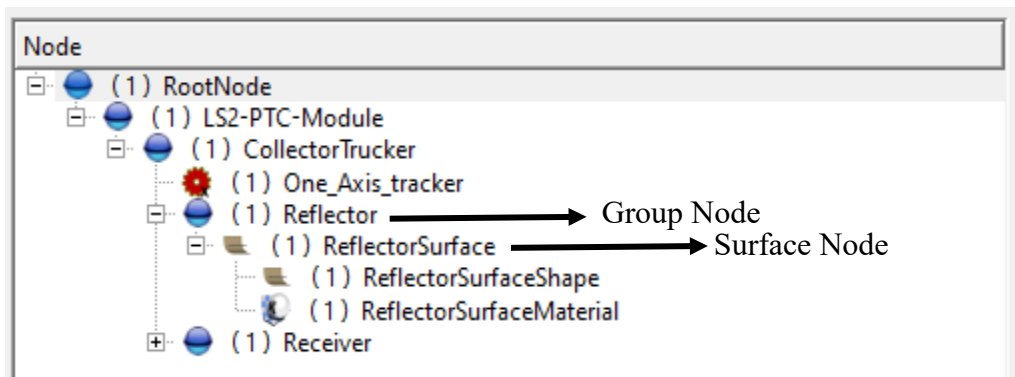 Node
(1) RootNode
(1) LS2-PTC-Module
(1) CollectorTrucker
(1) One_Axis_tracker
(1) Reflector Group Node
(1) ReflectorSurface Surface Node
(1) ReflectorSurfaceShape
(1) ReflectorSurfaceMaterial
(1) Receiver